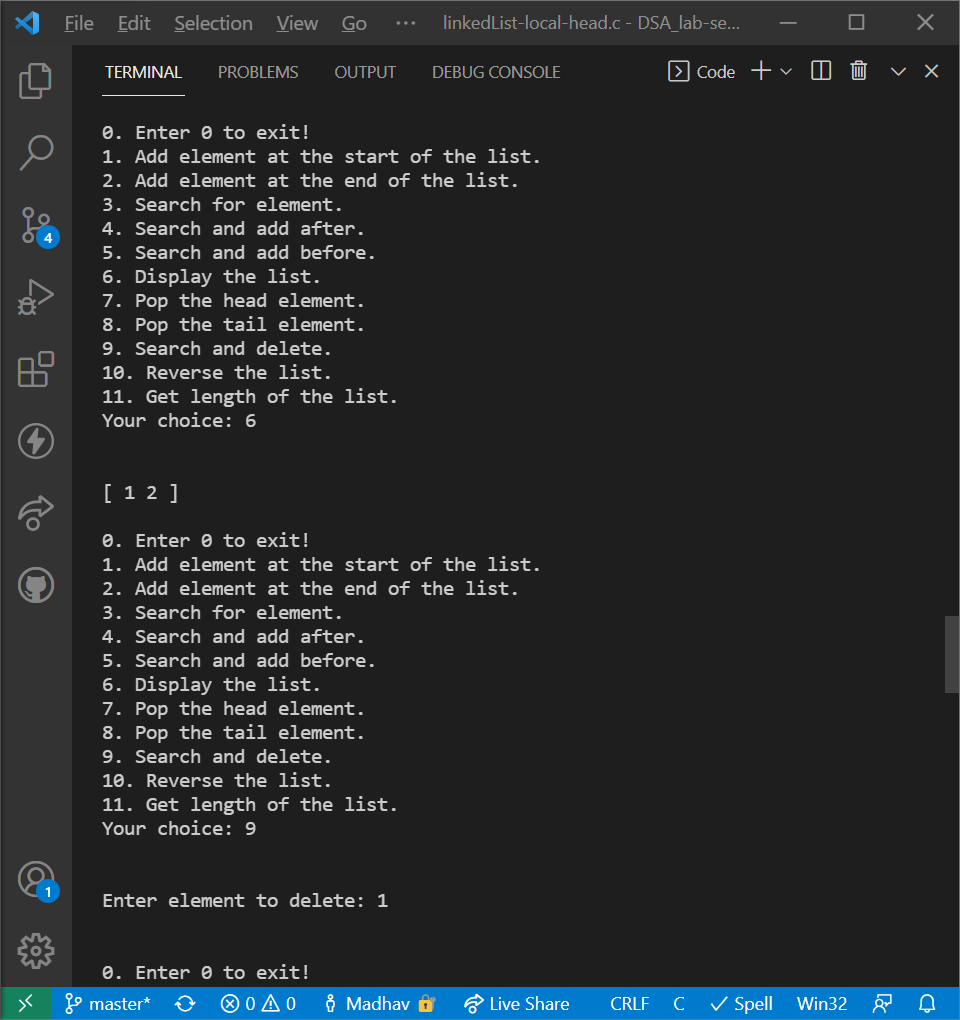 File Edit Selection View Go ··· linkedList-local-head.c - DSA_lab-se...
TERMINAL PROBLEMS OUTPUT DEBUG CONSOLE Code
0. Enter 0 to exit!
1. Add element at the start of the list.
2. Add element at the end of the list.
3. Search for element.
4. Search and add after.
5. Search and add before.
6. Display the list.
7. Pop the head element.
8. Pop the tail element.
9. Search and delete.
10. Reverse the list.
11. Get length of the list.
Your choice: 6
[ 1 2 ]
0. Enter 0 to exit!
1. Add element at the start of the list.
2. Add element at the end of the list.
3. Search for element.
4. Search and add after.
5. Search and add before.
6. Display the list.
7. Pop the head element.
8. Pop the tail element.
9. Search and delete.
10. Reverse the list.
11. Get length of the list.
Your choice: 9
Enter element to delete: 1
0. Enter 0 to exit!
4
1
master* 0 0 Madhav Live Share CRLF C Spell Win32